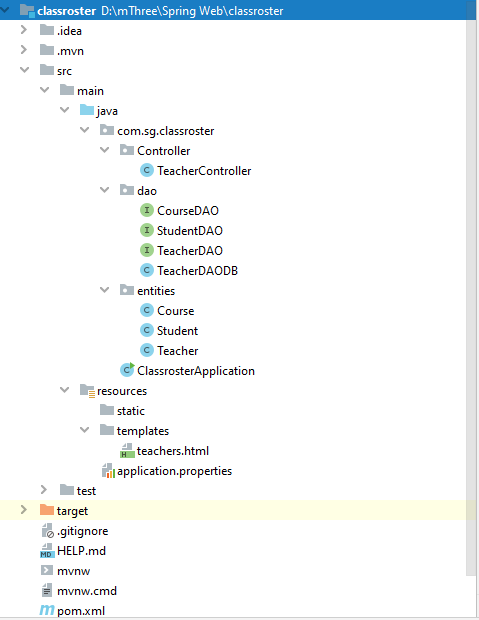 classroster D:\mThree\Spring Web\classroster
.idea
.mvn
src
main
java
com.sg.classroster
Controller
C TeacherController
dao
I CourseDAO
I StudentDAO
I TeacherDAO
C TeacherDAODB
entities
C Course
C Student
C Teacher
C ClassrosterApplication
resources
static
templates
H teachers.html
application.properties
test
target
.gitignore
MD HELP.md
mvnw
mvnw.cmd
m pom.xml